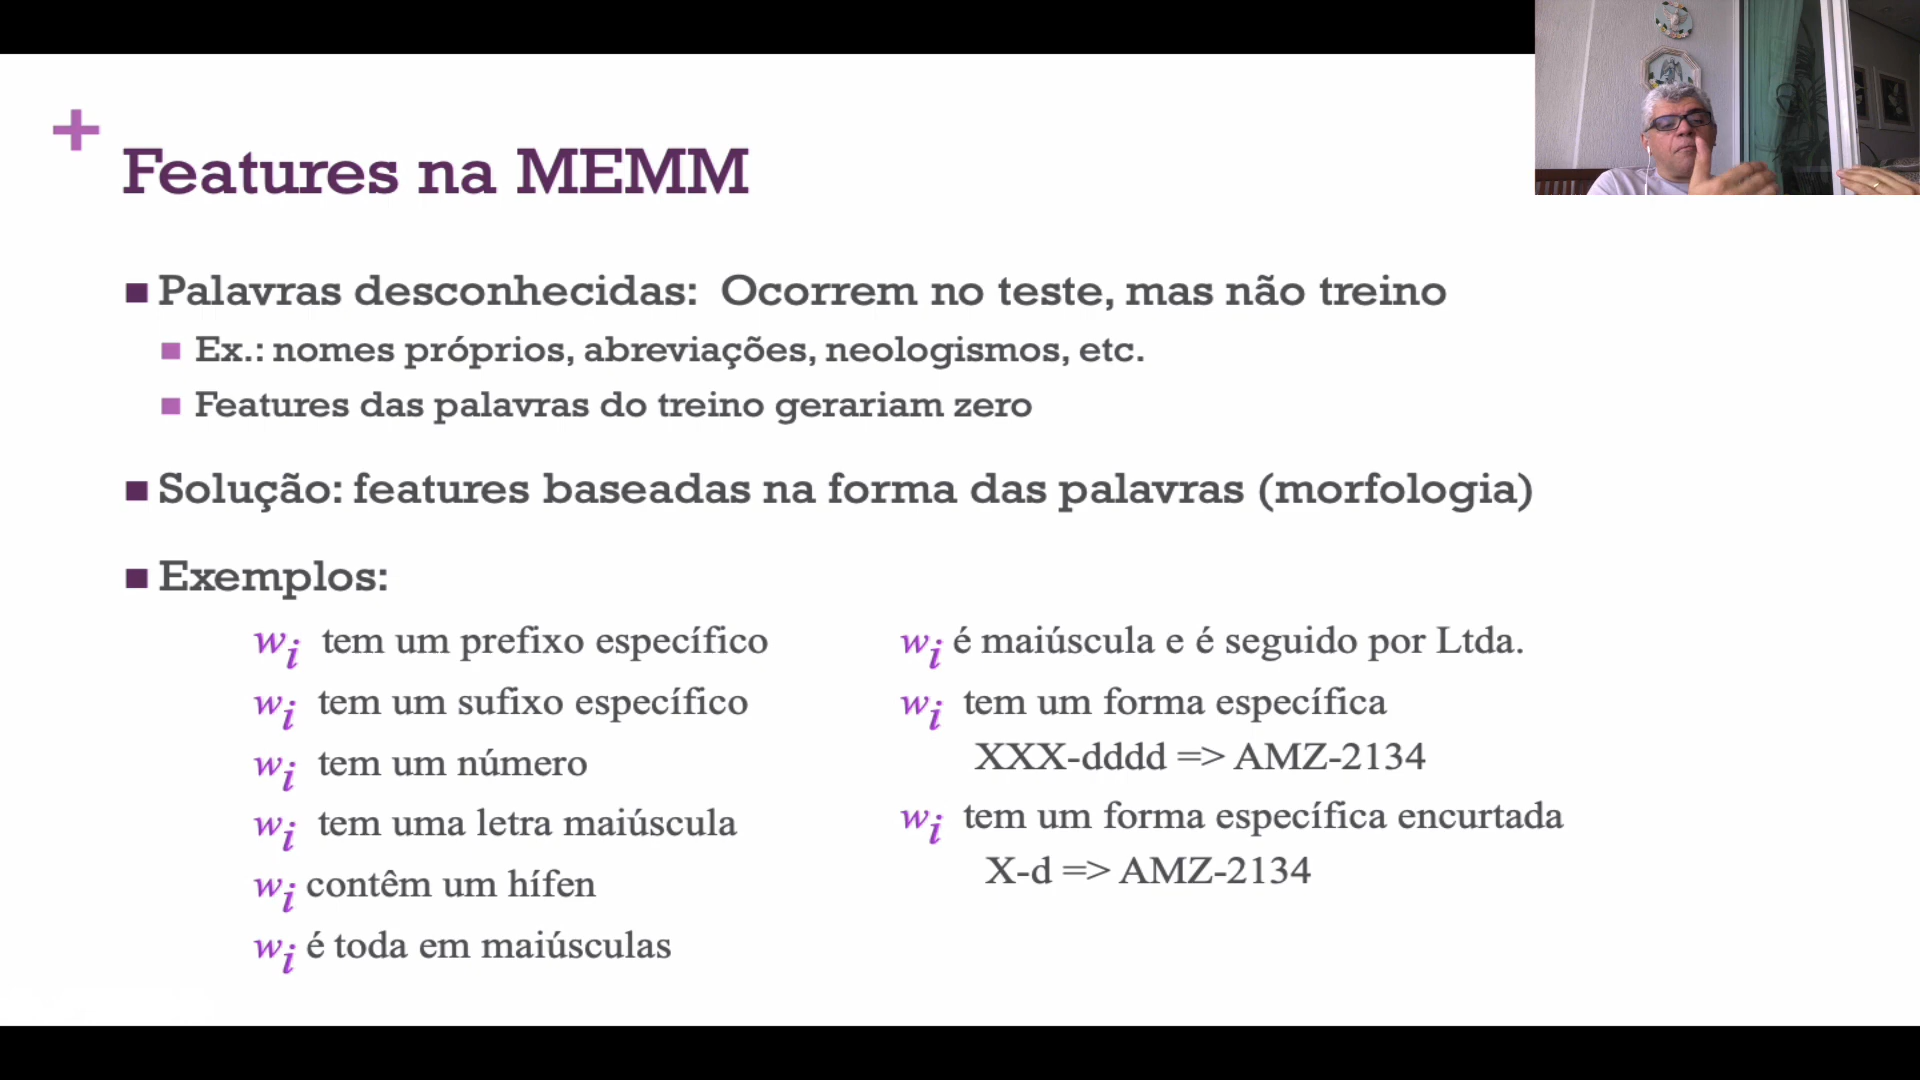 +
Features na MEMM
Palavras desconhecidas: Ocorrem no teste, mas não treino
Ex.: nomes próprios, abreviações, neologismos, etc.
Features das palavras do treino gerariam zero
Solução: features baseadas na forma das palavras (morfologia)
Exemplos:
wi tem um prefixo específico
wi tem um sufixo específico
wi tem um número
wi tem uma letra maiúscula
wi contêm um hífen
wi é toda em maiúsculas
wi é maiúscula e é seguido por Ltda.
wi tem um forma específica
XXX-dddd => AMZ-2134
wi tem um forma específica encurtada
X-d => AMZ-2134